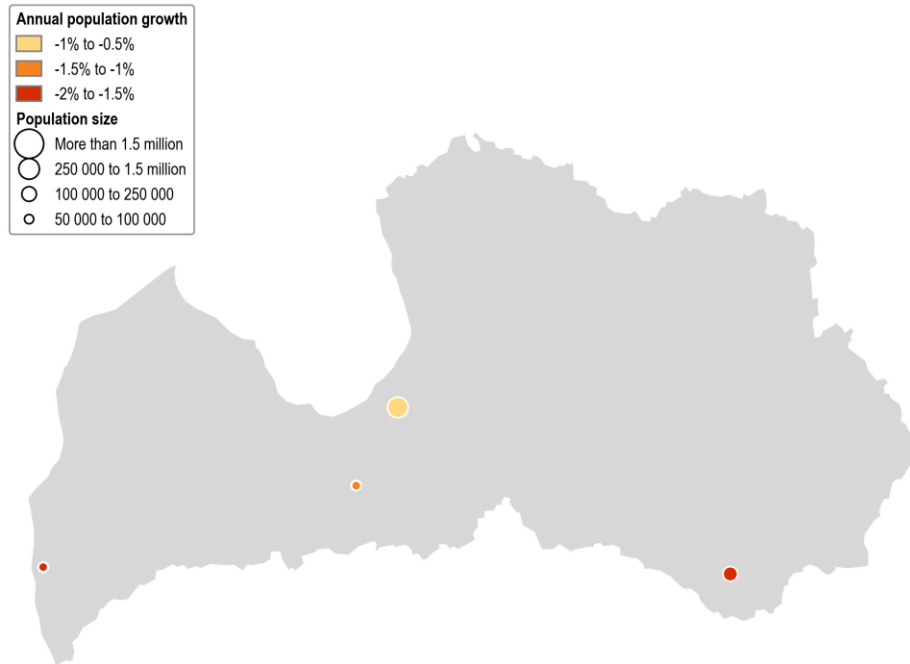 Annual population growth
-1% to -0.5%
-1.5% to -1%
-2% to -1.5%
Population size
More than 1.5 million
250 000 to 1.5 million
100 000 to 250 000
50 000 to 100 000